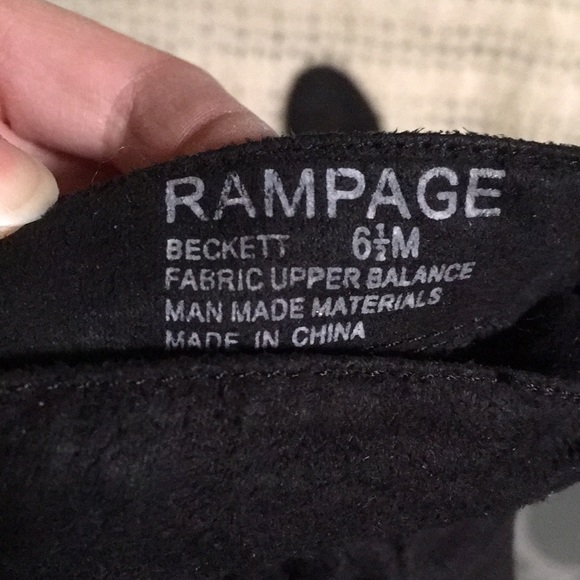 RAMPAGE
BECKETT 6½M
FABRIC UPPER BALANCE
MAN MADE MATERIALS
MADE IN CHINA